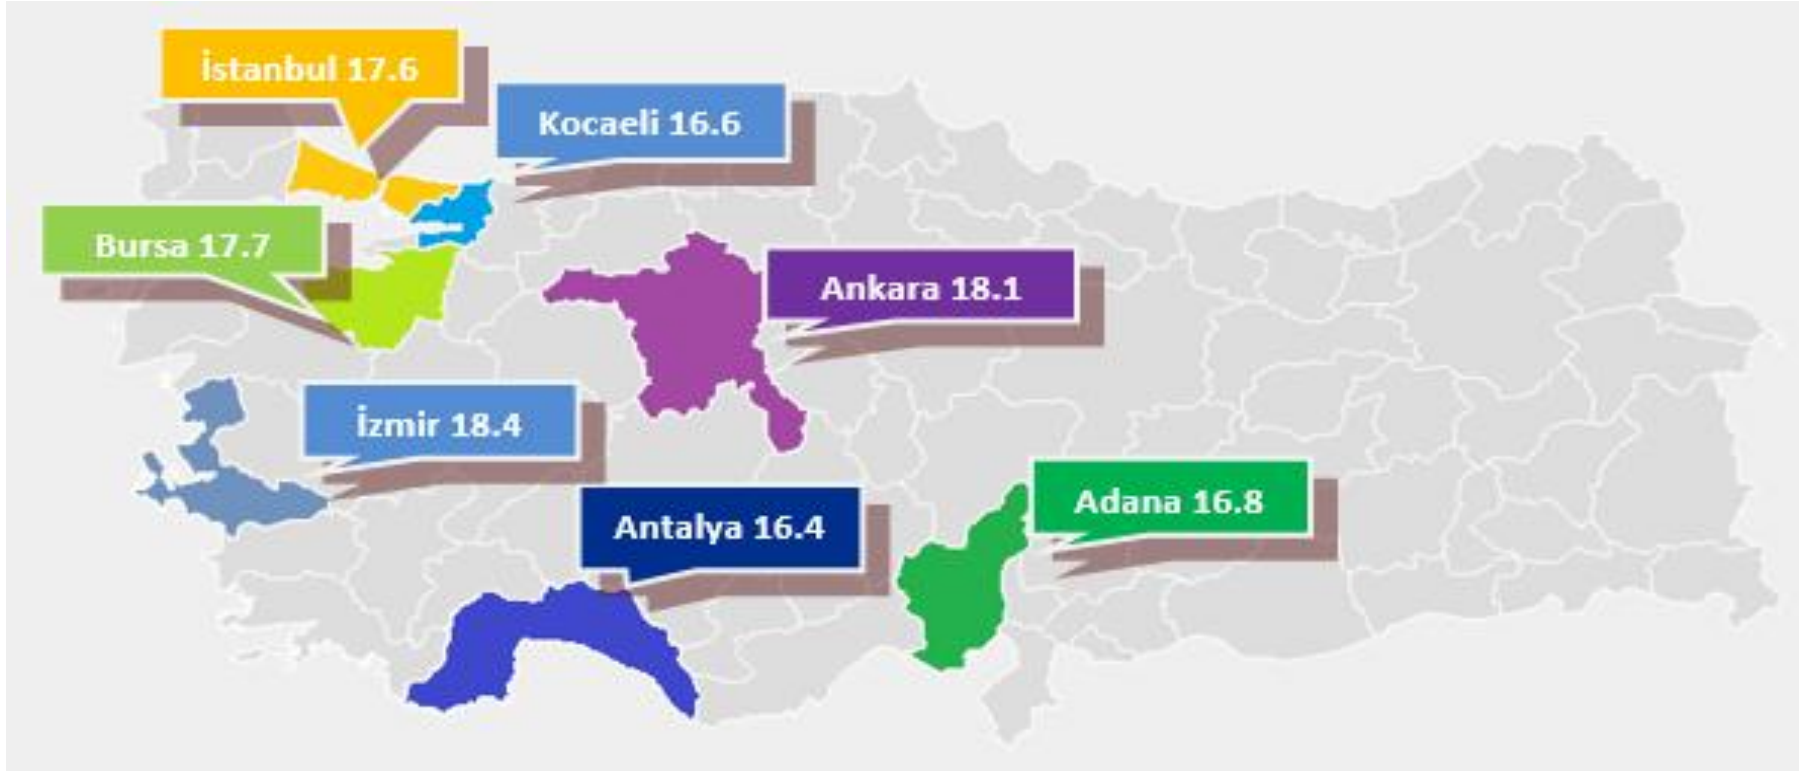 İstanbul 17.6
Kocaeli 16.6
Bursa 17.7
Ankara 18.1
İzmir 18.4
Adana 16.8
Antalya 16.4